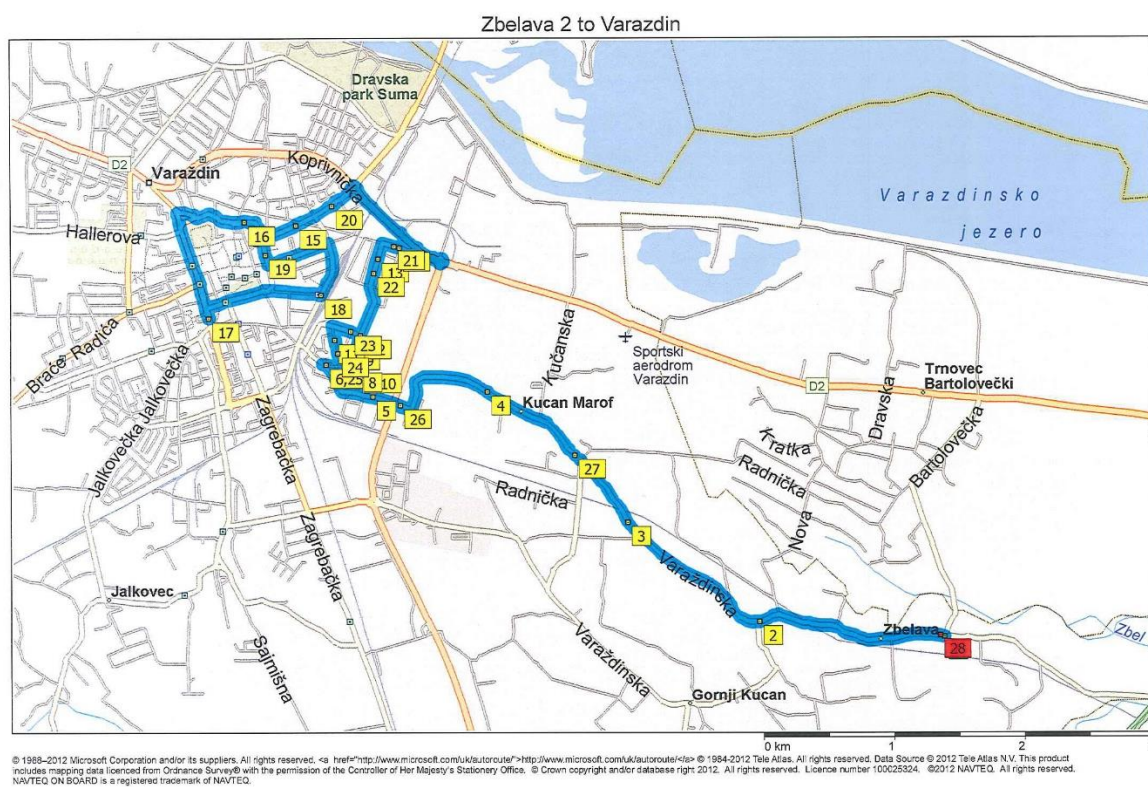 Zbelava 2 to Varazdin
Dravska
park Suma
D2
Varaždin
Koprivnička
Hallerova
Varazdinsko
jezero
20
16
15
19
21
13
22
18
17
23
24
6,25
8
10
5
26
4
Braće Radića
Jalkovečka
Jalkovečka
Zagrebačka
Zagrebačka
Kučanska
Sportski
aerodrom
Varazdin
Kucan Marof
Trnovec
Bartolovečki
D2
Dravska
Kratka
Radnička
Bartolovečka
Nova
27
Radnička
3
Varaždinska
2
Zbelava
28
Zbel
Jalkovec
Sajmišna
Varaždinska
Gornji Kućan
0 km 1 2
© 1988–2012 Microsoft Corporation and/or its suppliers. All rights reserved. <a href="http://www.microsoft.com/uk/autoroute/">http://www.microsoft.com/uk/autoroute/</a> © 1984-2012 Tele Atlas. All rights reserved. Data Source © 2012 Tele Atlas N.V. This product
includes mapping data licenced from Ordnance Survey® with the permission of the Controller of Her Majesty's Stationery Office. © Crown copyright and/or database right 2012. All rights reserved. Licence number 100025324. ©2012 NAVTEQ. All rights reserved.
NAVTEQ ON BOARD is a registered trademark of NAVTEQ.